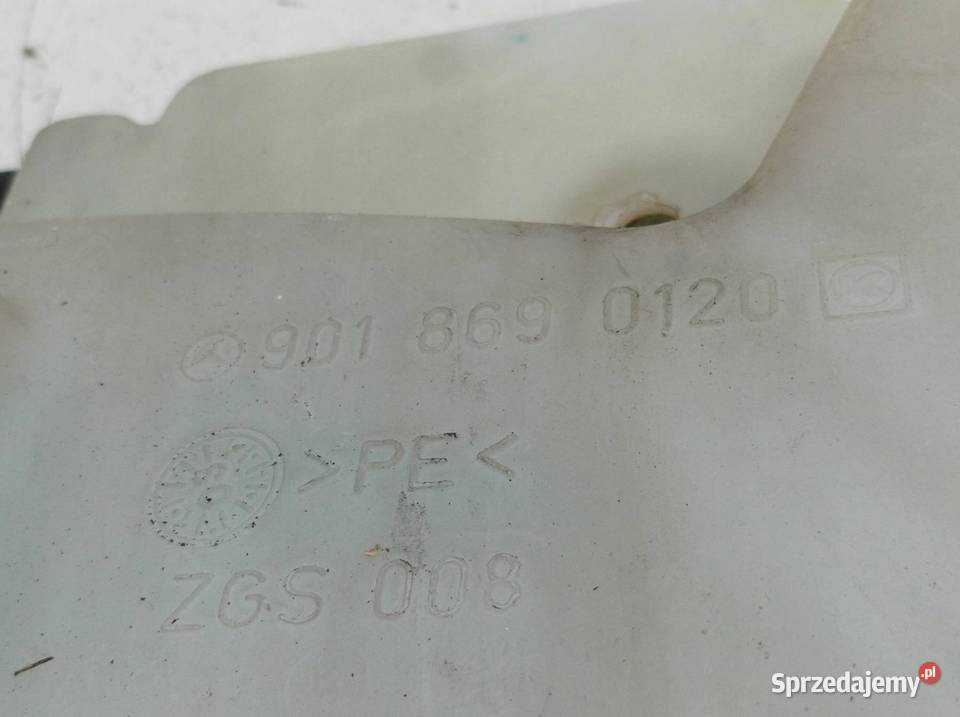 901 869 0120
>PE<
ZGS 008
Sprzedajemy.pl